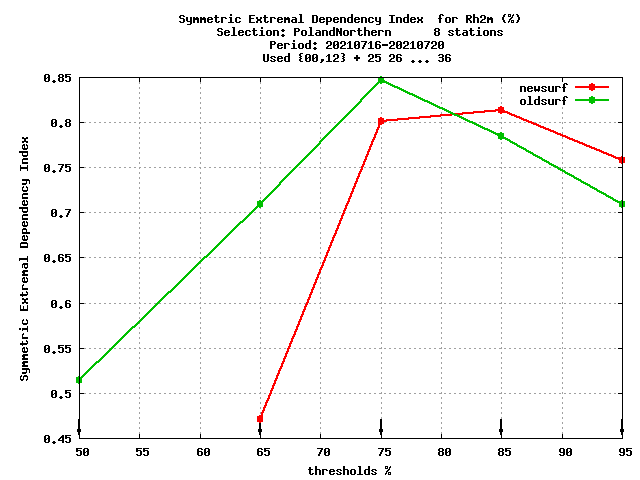 Symmetric Extremal Dependency Index  for Rh2m (%)
Selection: PolandNorthern      8 stations
Period: 20210716-20210720
Used {00,12} + 25 26 ... 36
newsurf
oldsurf
Symmetric Extremal Dependency Index
0.85
0.8
0.75
0.7
0.65
0.6
0.55
0.5
0.45
50 55 60 65 70 75 80 85 90 95
thresholds %